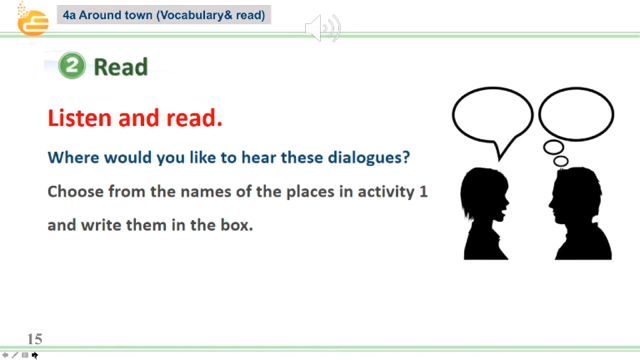 4a Around town (Vocabulary& read)
2 Read
Listen and read.
Where would you like to hear these dialogues?
Choose from the names of the places in activity 1
and write them in the box.
15